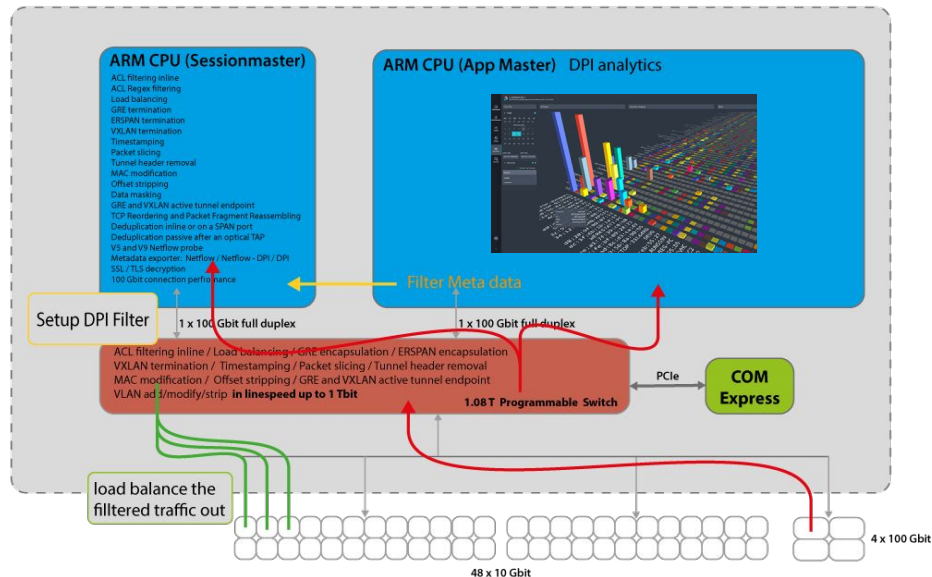 ARM CPU (Sessionmaster)
ACL filtering inline
ACL Regex filtering
Load balancing
GRE termination
ERSPAN termination
VXLAN termination
Timestamping
Packet slicing
Tunnel header removal
MAC modification
Offset stripping
Data masking
GRE and VXLAN active tunnel endpoint
TCP Reordering and Packet Fragment Reassembling
Deduplication inline or on a SPAN port
Deduplication passive after an optical TAP
V5 and V9 Netflow probe
Metadata exporter. Netflow / Netflow - DPI / DPI
SSL / TLS decryption
100 Gbit connection perfromance
ARM CPU (App Master) DPI analytics
Filter Meta data
Setup DPI Filter
1 x 100 Gbit full duplex
1 x 100 Gbit full duplex
ACL filtering inline / Load balancing / GRE encapsulation / ERSPAN encapsulation
VXLAN termination / Timestamping / Packet slicing / Tunnel header removal
MAC modification / Offset stripping / GRE and VXLAN active tunnel endpoint
VLAN add/modify/strip in linespeed up to 1 Tbit
1.08 T Programmable Switch
PCIe
COM
Express
load balance the
filltered traffic out
4 x 100 Gbit
48 x 10 Gbit